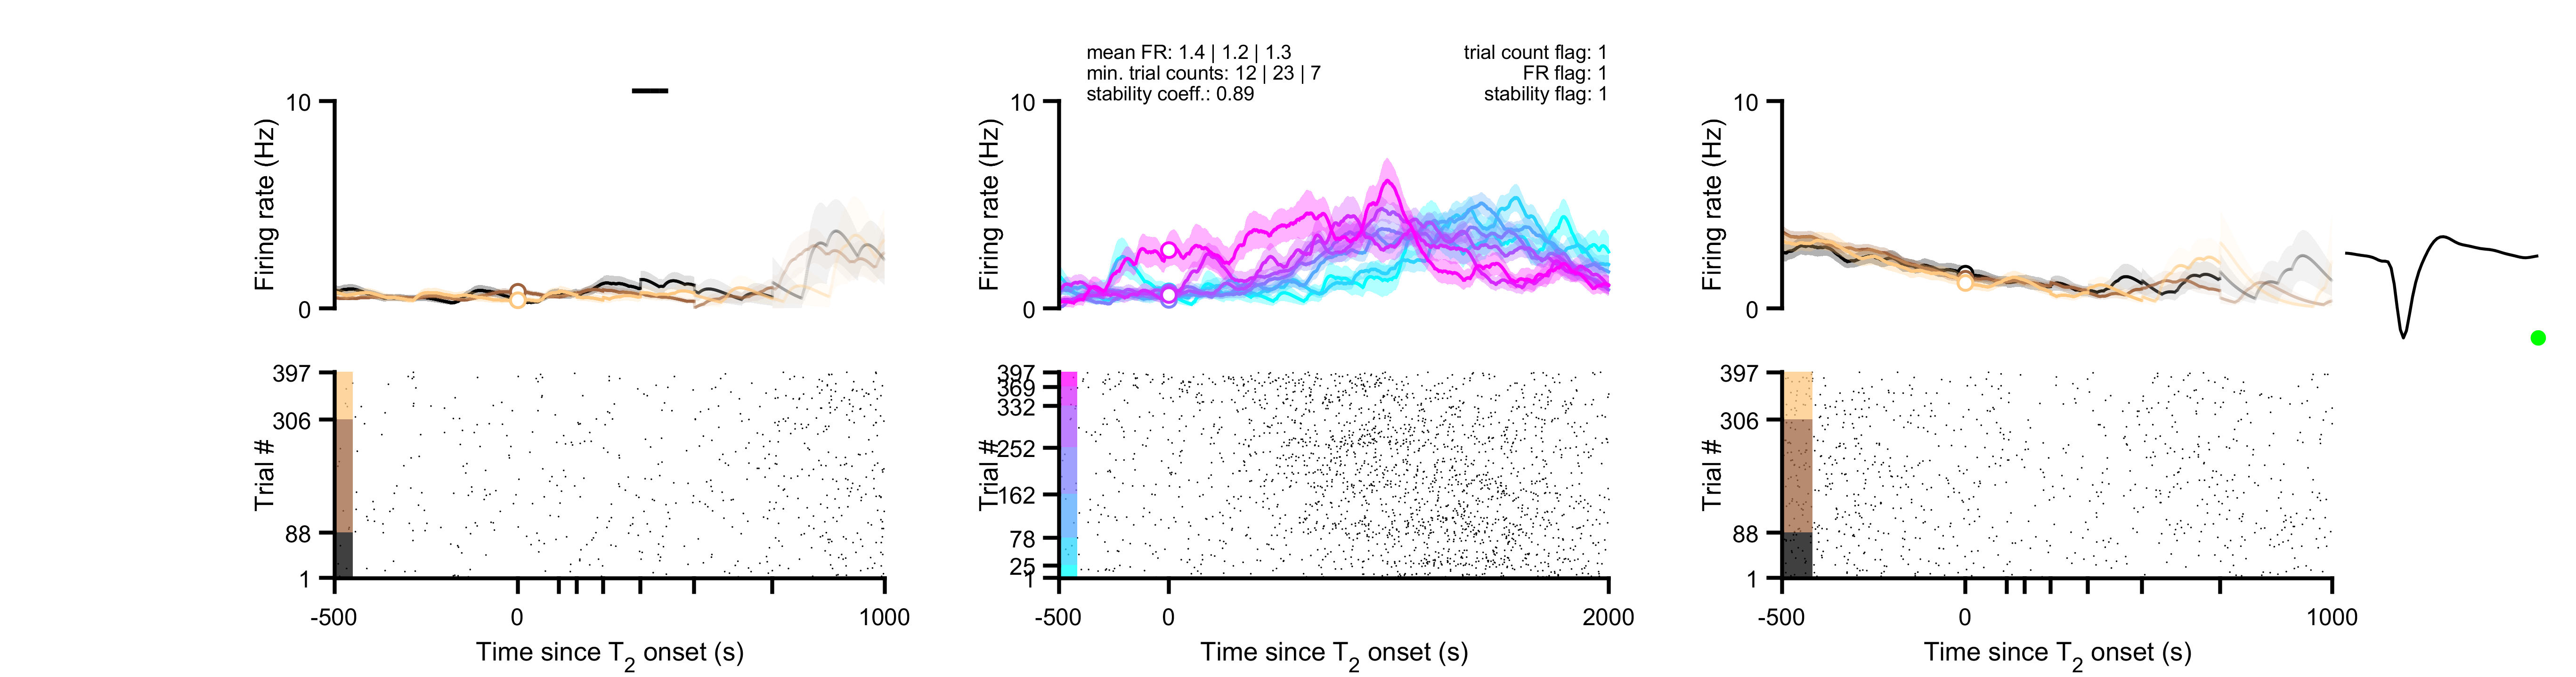 mean FR: 1.4 | 1.2 | 1.3
min. trial counts: 12 | 23 | 7
stability coeff.: 0.89
trial count flag: 1
FR flag: 1
stability flag: 1
Firing rate (Hz)
10
0
Firing rate (Hz)
10
0
Firing rate (Hz)
10
0
Trial #
397
306
88
1
-500
0
1000
Time since T2 onset (s)
Trial #
397
369
332
252
162
78
25
1
-500
0
2000
Time since T2 onset (s)
Trial #
397
306
88
1
-500
0
1000
Time since T2 onset (s)